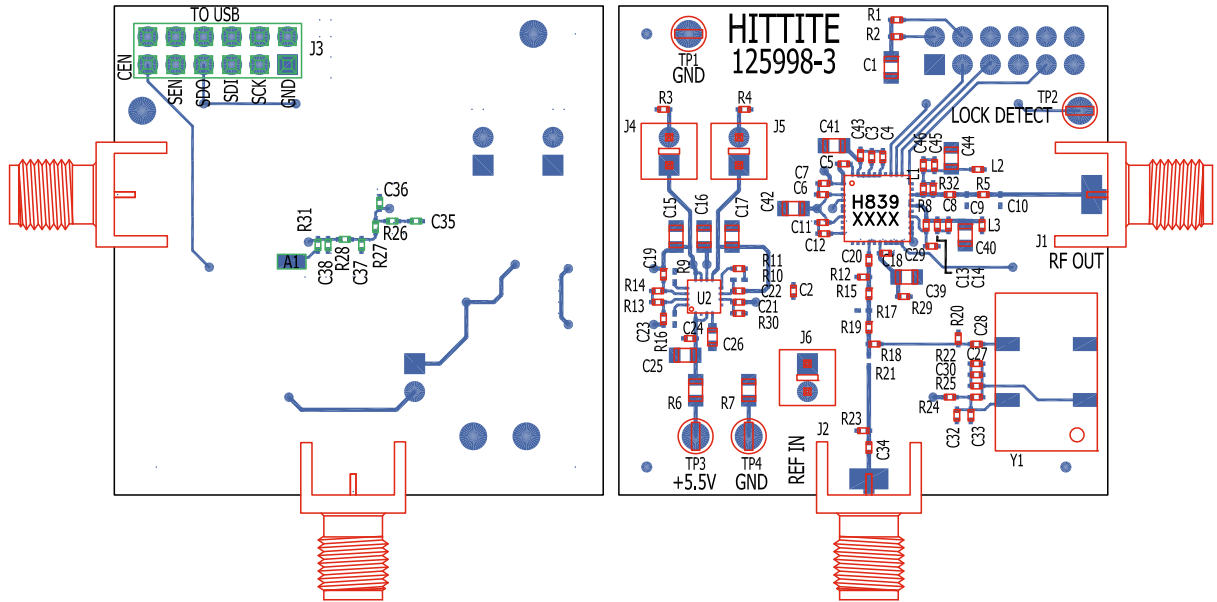 TO USB
J3
CEN
SEN
SDO
SDI
SCK
GND
C36
C35
R26
R31
R28
R27
C38
C37
A1
HITTITE
125998-3
TP1
GND
R1
R2
C1
TP2
LOCK DETECT
R3
R4
J4
J5
C41
C43
C3
C4
C46
C45
C44
L1
L2
C5
C7
C6
C42
C11
C12
H839
XXXX
R32
R5
R8
C8
C9
C10
L3
C40
J1
RF OUT
C15
C16
C17
C20
C18
C29
C13
C14
C19
R9
R11
R10
R14
R13
C22
C21
R30
U2
C2
R12
R15
C39
R29
C23
R16
C24
C25
C26
R17
R19
R18
R21
J6
R20
C28
R22
C27
C30
R25
R24
C32
C33
Y1
R6
R7
TP3
+5.5V
TP4
GND
REF IN
J2
R23
C34